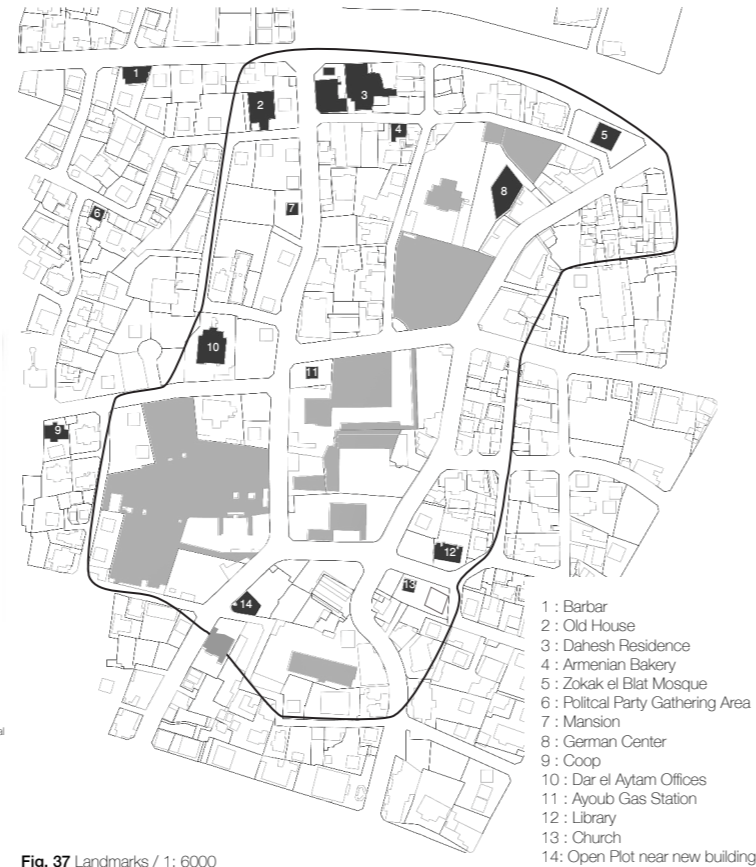 1
2
3
4
5
6
7
8
9
10
11
12
13
14
1 : Barbar
2 : Old House
3 : Dahesh Residence
4 : Armenian Bakery
5 : Zokak el Blat Mosque
6 : Politcal Party Gathering Area
7 : Mansion
8 : German Center
9 : Coop
10 : Dar el Aytam Offices
11 : Ayoub Gas Station
12 : Library
13 : Church
14: Open Plot near new building
Fig. 37 Landmarks / 1: 6000